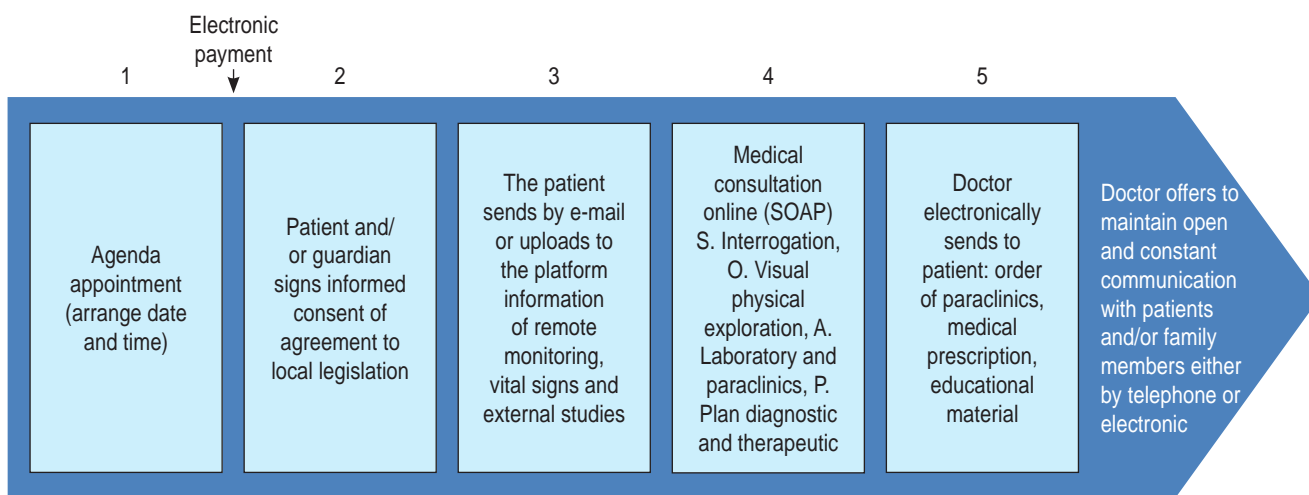 Electronic
payment
1
2
3
4
5
Agenda
appointment
(arrange date
and time)
Patient and/
or guardian
signs informed
consent of
agreement to
local legislation
The patient
sends by e-mail
or uploads to
the platform
information
of remote
monitoring,
vital signs and
external studies
Medical
consultation
online (SOAP)
S. Interrogation,
O. Visual
physical
exploration, A.
Laboratory and
paraclinics, P.
Plan diagnostic
and therapeutic
Doctor
electronically
sends to
patient: order
of paraclinics,
medical
prescription,
educational
material
Doctor offers to
maintain open
and constant
communication
with patients
and/or family
members either
by telephone or
electronic